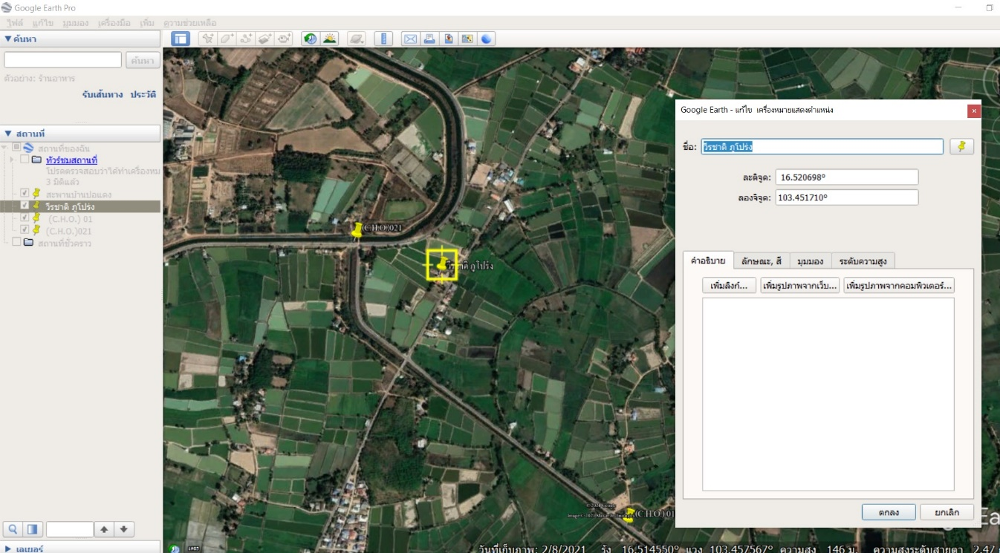 Google Earth Pro
ไฟล์ แก้ไข มุมมอง เครื่องมือ เพิ่ม ความช่วยเหลือ
▼ ค้นหา
ค้นหา
ตัวอย่าง: ร้านอาหาร
รับเส้นทาง ประวัติ
▼ สถานที่
สถานที่ของฉัน
ทัวร์ชมสถานที่
โปรดตรวจสอบว่าได้ทำเครื่องหม
3 มิติแล้ว
สะพานบ้านปอแดง
วีรชาติ ภูโปร่ง
(C.H.O.) 01
(C.H.O.)021
สถานที่ชั่วคราว
▶ เลเยอร์
(C.H.O.)021
วีรชาติ ภูโปร่ง
(C.H.O.)01
Google Earth - แก้ไข เครื่องหมายแสดงตำแหน่ง
ชื่อ: วีรชาติ ภูโปร่ง
ละติจูด: 16.520698°
ลองจิจูด: 103.451710°
คำอธิบาย ลักษณะ, สี มุมมอง ระดับความสูง
เพิ่มลิงก์... เพิ่มรูปภาพจากเว็บ... เพิ่มรูปภาพจากคอมพิวเตอร์...
ตกลง ยกเลิก
1985
วันที่เก็บภาพ: 2/8/2021 รุ้ง 16.514550° แวง 103.457567° ความสูง 146 ม. ความสูงระดับสายตา 2.47